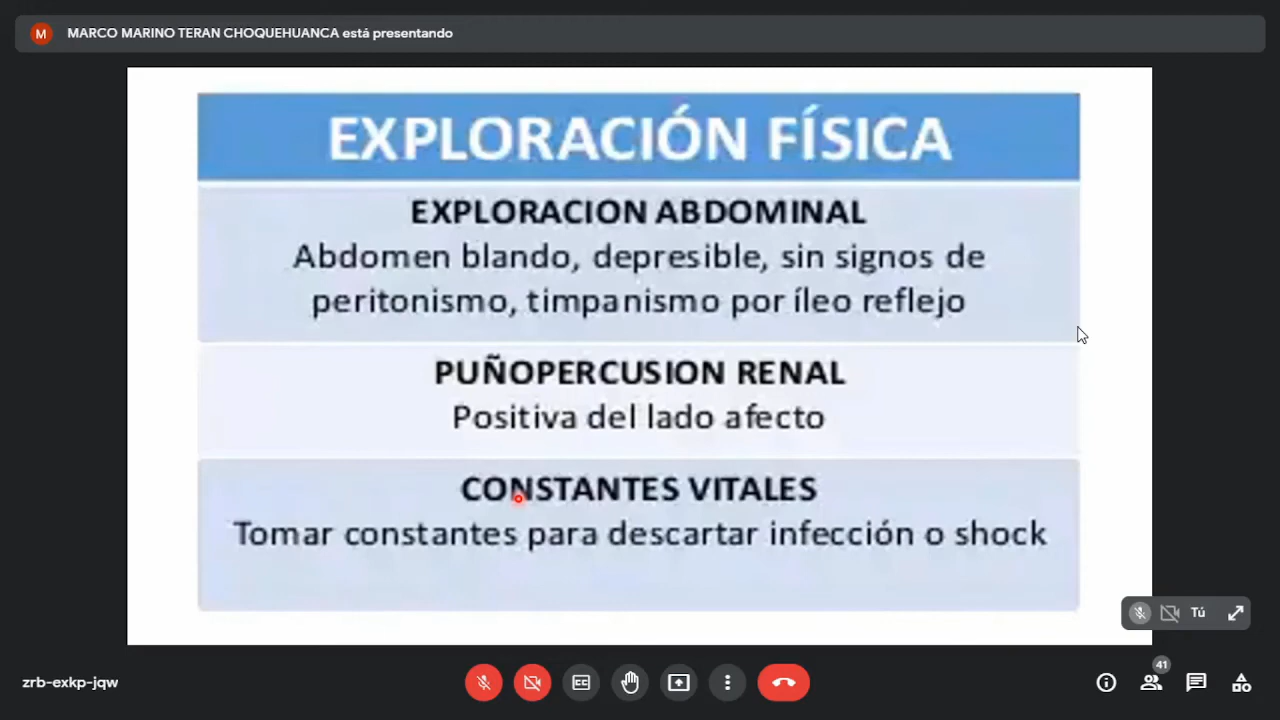 M MARCO MARINO TERAN CHOQUEHUANCA está presentando
EXPLORACIÓN FÍSICA
EXPLORACION ABDOMINAL
Abdomen blando, depresible, sin signos de
peritonismo, timpanismo por íleo reflejo
PUÑOPERCUSION RENAL
Positiva del lado afecto
CONSTANTES VITALES
Tomar constantes para descartar infección o shock
Tú
zrb-exkp-jqw
CC
41